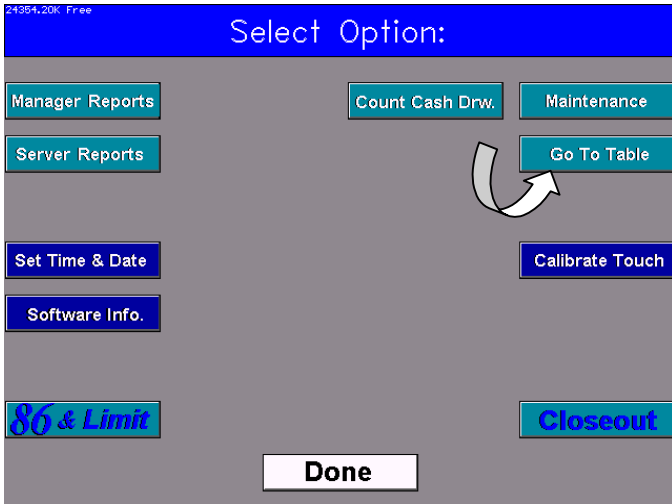 24354.20K Free
Select Option:
Manager Reports
Count Cash Drw.
Maintenance
Server Reports
Go To Table
Set Time & Date
Calibrate Touch
Software Info.
86 & Limit
Closeout
Done